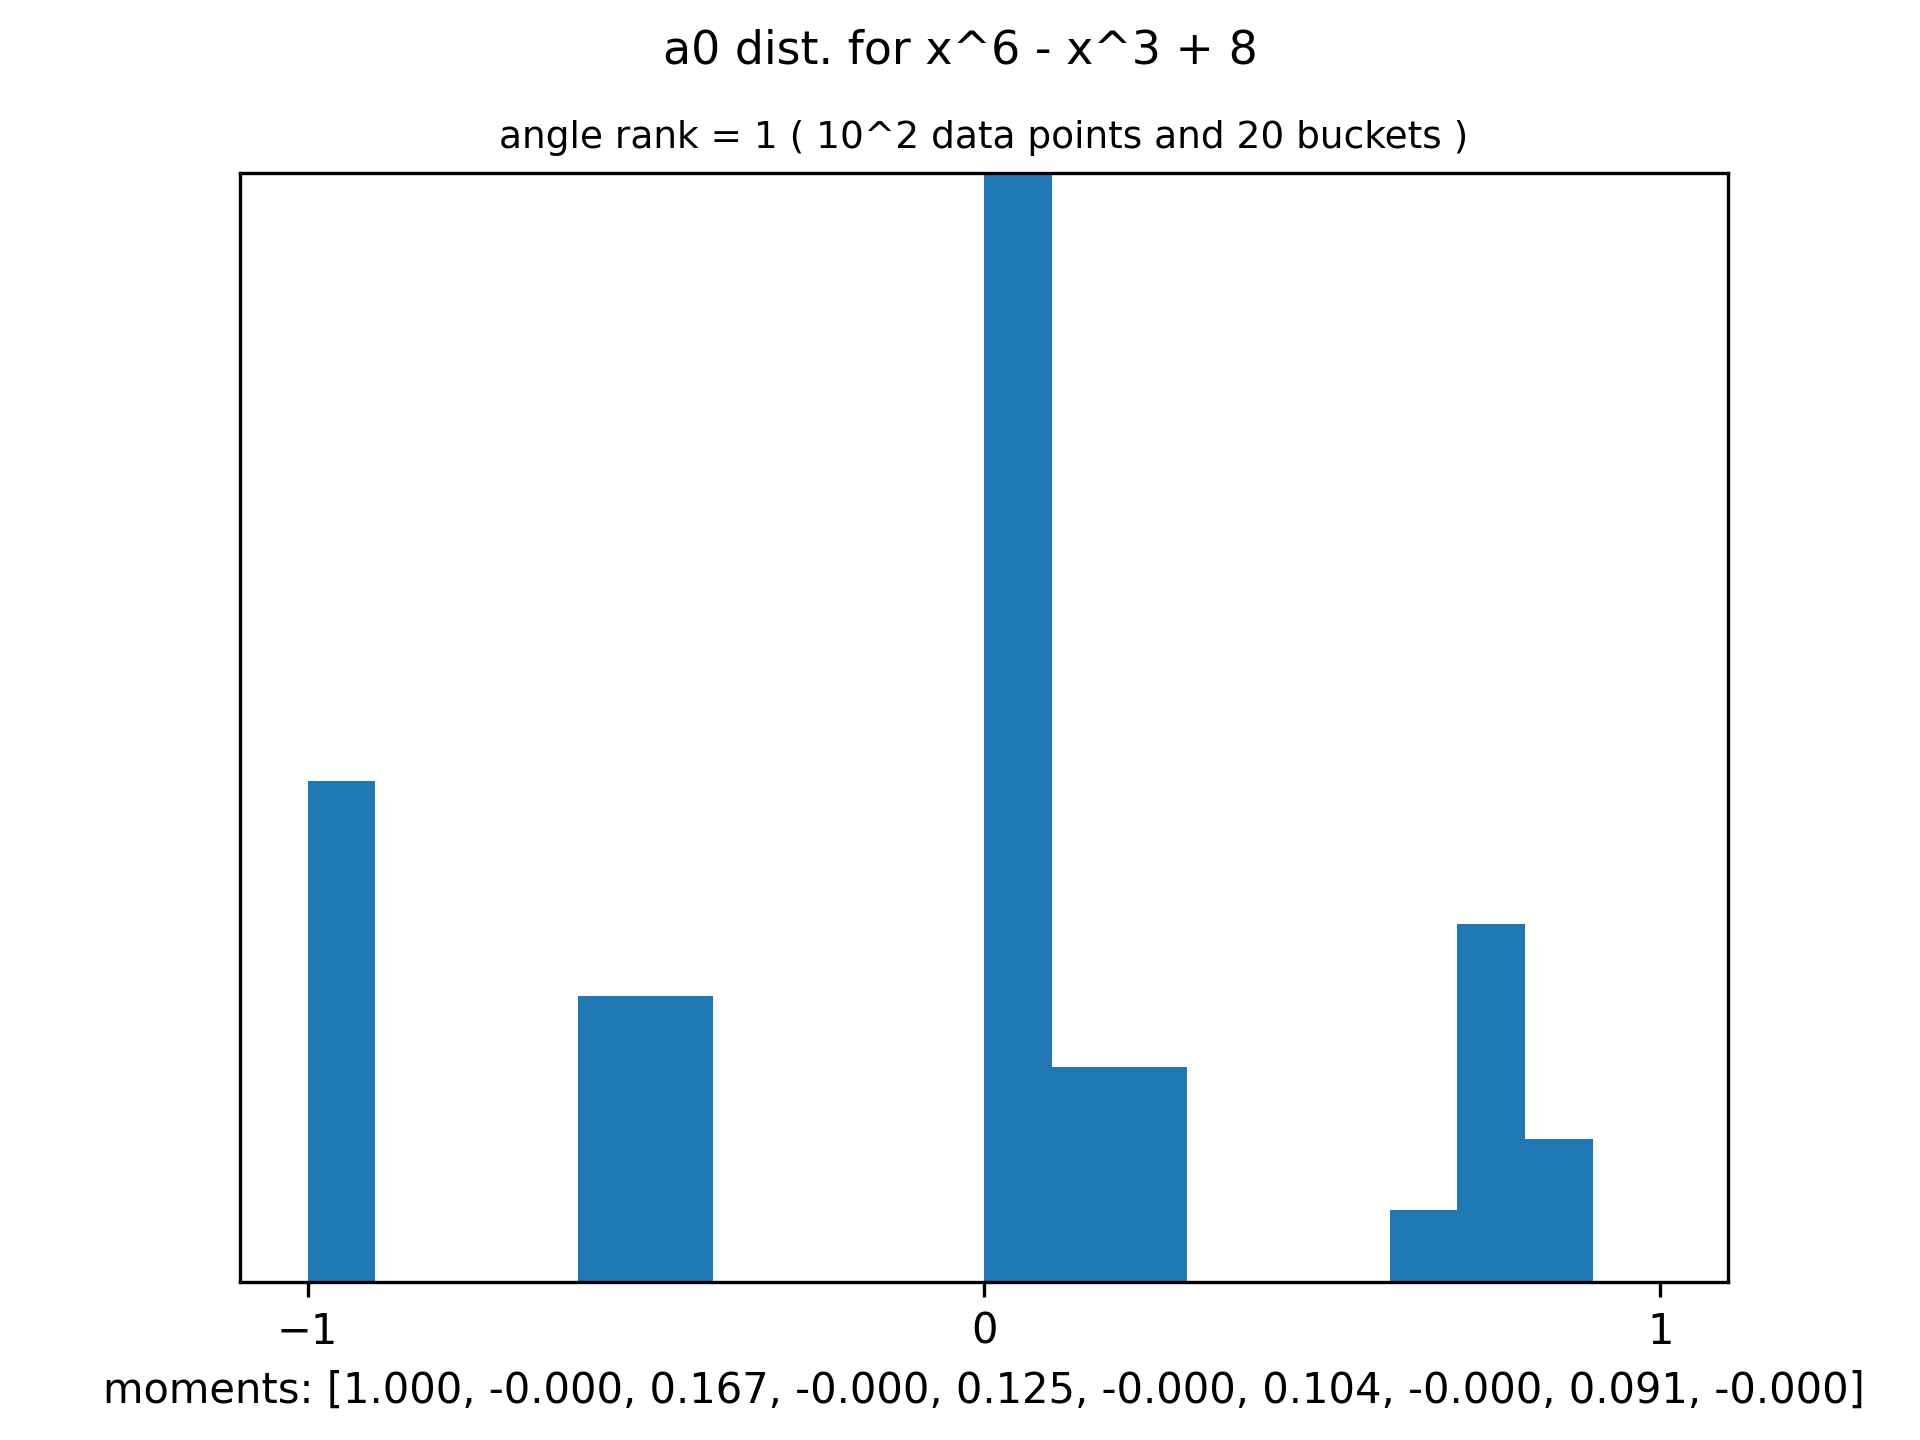 a0 dist. for x^6 - x^3 + 8
angle rank = 1 ( 10^2 data points and 20 buckets )
−1 0 1
moments: [1.000, -0.000, 0.167, -0.000, 0.125, -0.000, 0.104, -0.000, 0.091, -0.000]